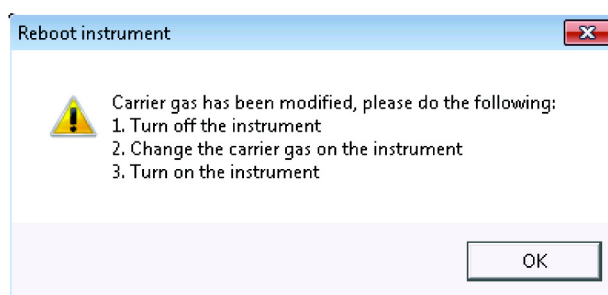 Reboot instrument
Carrier gas has been modified, please do the following:
1. Turn off the instrument
2. Change the carrier gas on the instrument
3. Turn on the instrument
OK